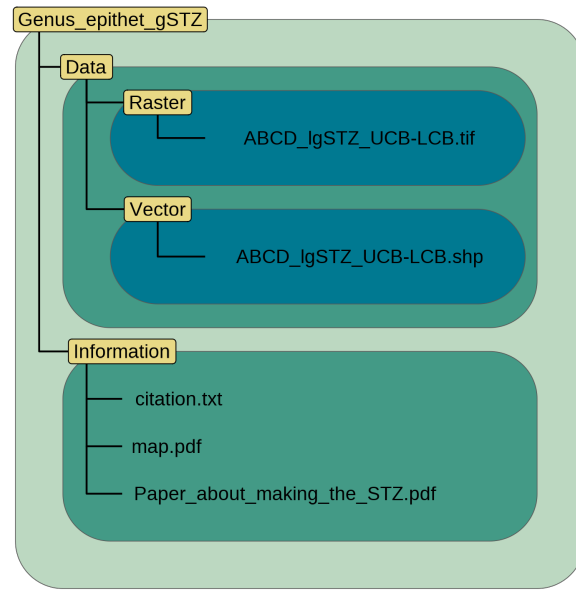 Genus_epithet_gSTZ
Data
Raster
ABCD_lgSTZ_UCB-LCB.tif
Vector
ABCD_lgSTZ_UCB-LCB.shp
Information
citation.txt
map.pdf
Paper_about_making_the_STZ.pdf